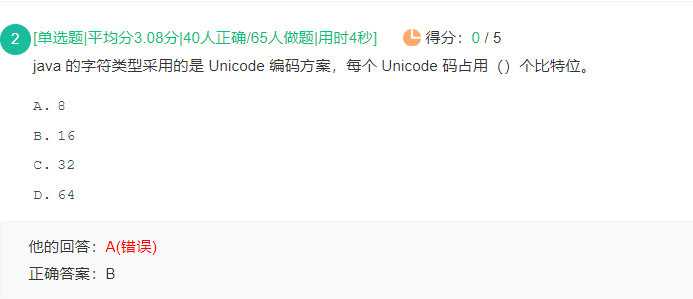 2 [单选题|平均分3.08分|40人正确/65人做题|用时4秒] 得分：0 / 5
java 的字符类型采用的是 Unicode 编码方案，每个 Unicode 码占用（）个比特位。
A. 8
B. 16
C. 32
D. 64
他的回答：A(错误)
正确答案：B